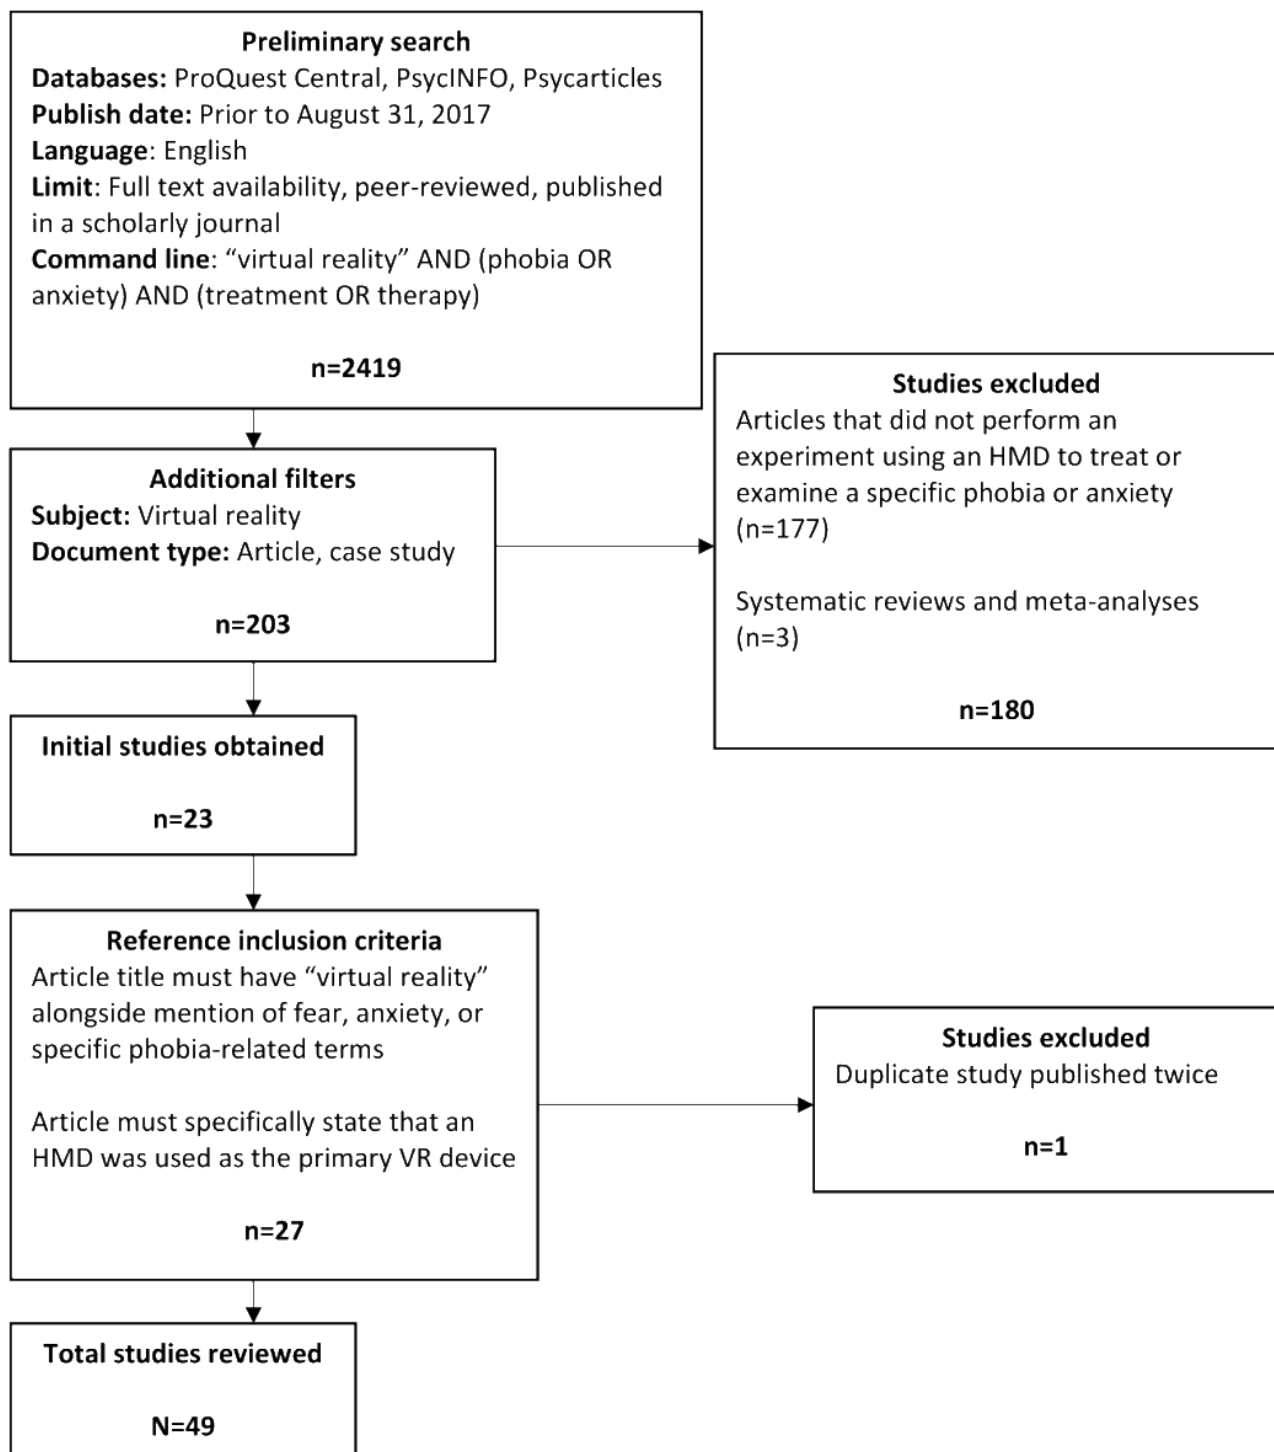 Preliminary search
Databases: ProQuest Central, PsycINFO, Psycarticles
Publish date: Prior to August 31, 2017
Language: English
Limit: Full text availability, peer-reviewed, published
in a scholarly journal
Command line: “virtual reality” AND (phobia OR
anxiety) AND (treatment OR therapy)
n=2419
Additional filters
Subject: Virtual reality
Document type: Article, case study
n=203
Studies excluded
Articles that did not perform an
experiment using an HMD to treat or
examine a specific phobia or anxiety
(n=177)
Systematic reviews and meta-analyses
(n=3)
n=180
Initial studies obtained
n=23
Reference inclusion criteria
Article title must have “virtual reality”
alongside mention of fear, anxiety, or
specific phobia-related terms
Article must specifically state that an
HMD was used as the primary VR device
n=27
Studies excluded
Duplicate study published twice
n=1
Total studies reviewed
N=49